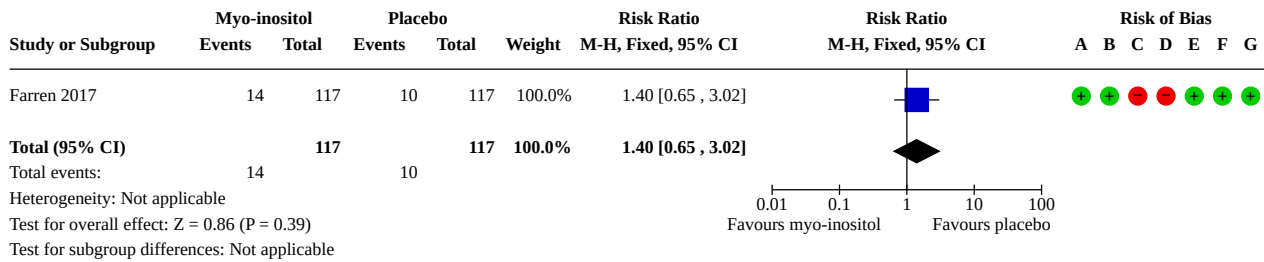 Myo-inositol Placebo Risk Ratio Risk Ratio Risk of Bias
Study or Subgroup Events Total Events Total Weight M-H, Fixed, 95% CI M-H, Fixed, 95% CI A B C D E F G
Farren 2017 14 117 10 117 100.0% 1.40 [0.65 , 3.02] + + − − + + +
Total (95% CI) 117 117 100.0% 1.40 [0.65 , 3.02]
Total events: 14 10
Heterogeneity: Not applicable 0.01 0.1 1 10 100
Test for overall effect: Z = 0.86 (P = 0.39) Favours myo-inositol Favours placebo
Test for subgroup differences: Not applicable